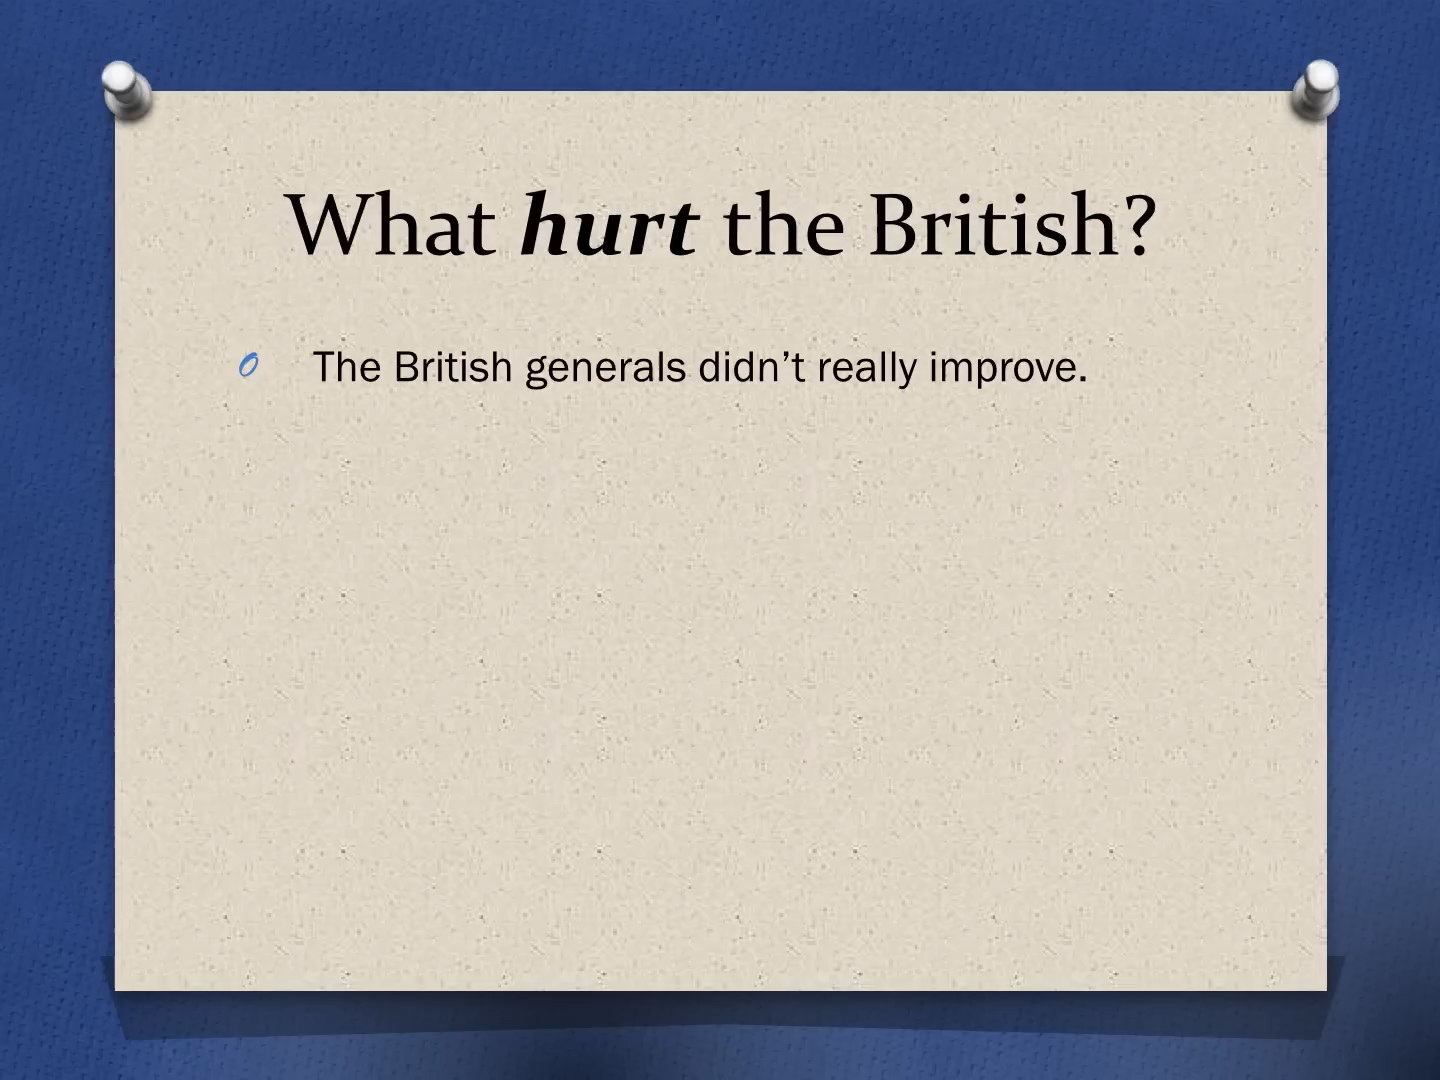 What hurt the British?
The British generals didn’t really improve.